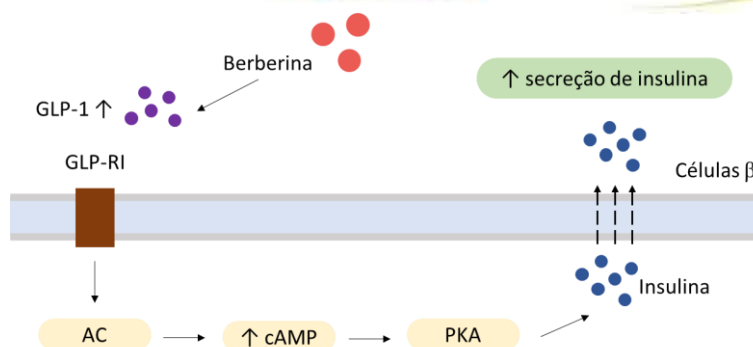 Berberina
↑ secreção de insulina
GLP-1 ↑
GLP-RI
Células β
Insulina
AC
↑ cAMP
PKA